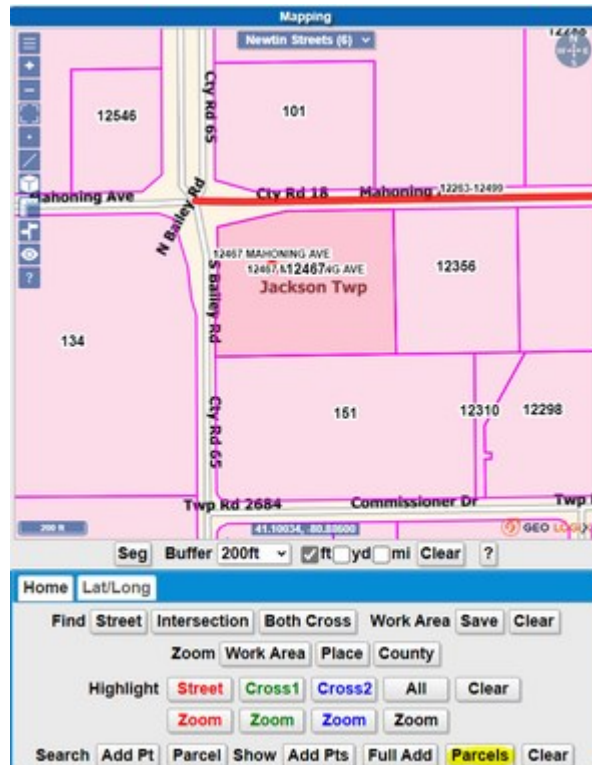 Mapping
Newtin Streets (6)
N
W E
S
12546
101
Cty Rd 65
Mahoning Ave
Cty Rd 18
Mahoning
12263-12499
N Bailey Rd
12467 MAHONING AVE
12467
AVE
12356
Jackson Twp
S Bailey Rd
134
151
12310
12298
Cty Rd 65
Twp Rd 2684
Commissioner Dr
Twp
200 ft
41.10034, -80.88600
GEO
Seg Buffer 200ft ft yd mi Clear ?
Home Lat/Long
Find Street Intersection Both Cross Work Area Save Clear
Zoom Work Area Place County
Highlight Street Cross1 Cross2 All Clear
Zoom Zoom Zoom Zoom
Search Add Pt Parcel Show Add Pts Full Add Parcels Clear